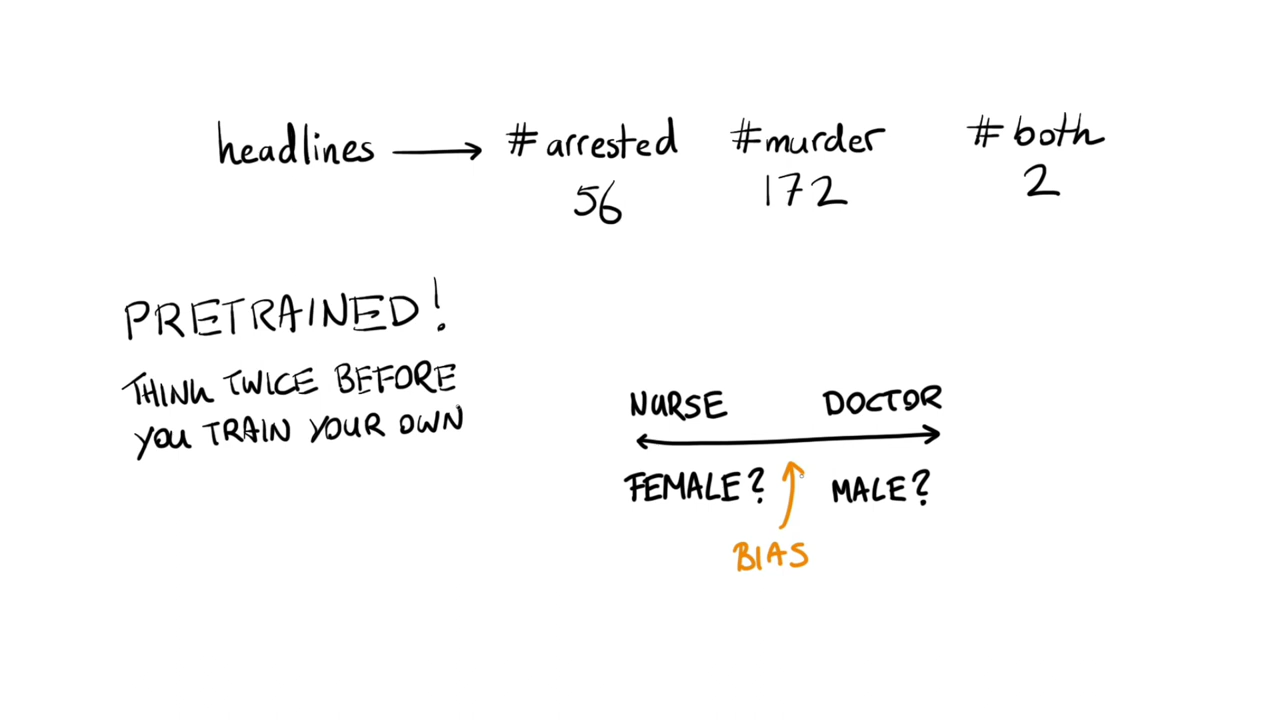 headlines → #arrested #murder #both
56 172 2
PRETRAINED!
THINK TWICE BEFORE
YOU TRAIN YOUR OWN
NURSE DOCTOR
FEMALE? MALE?
BIAS